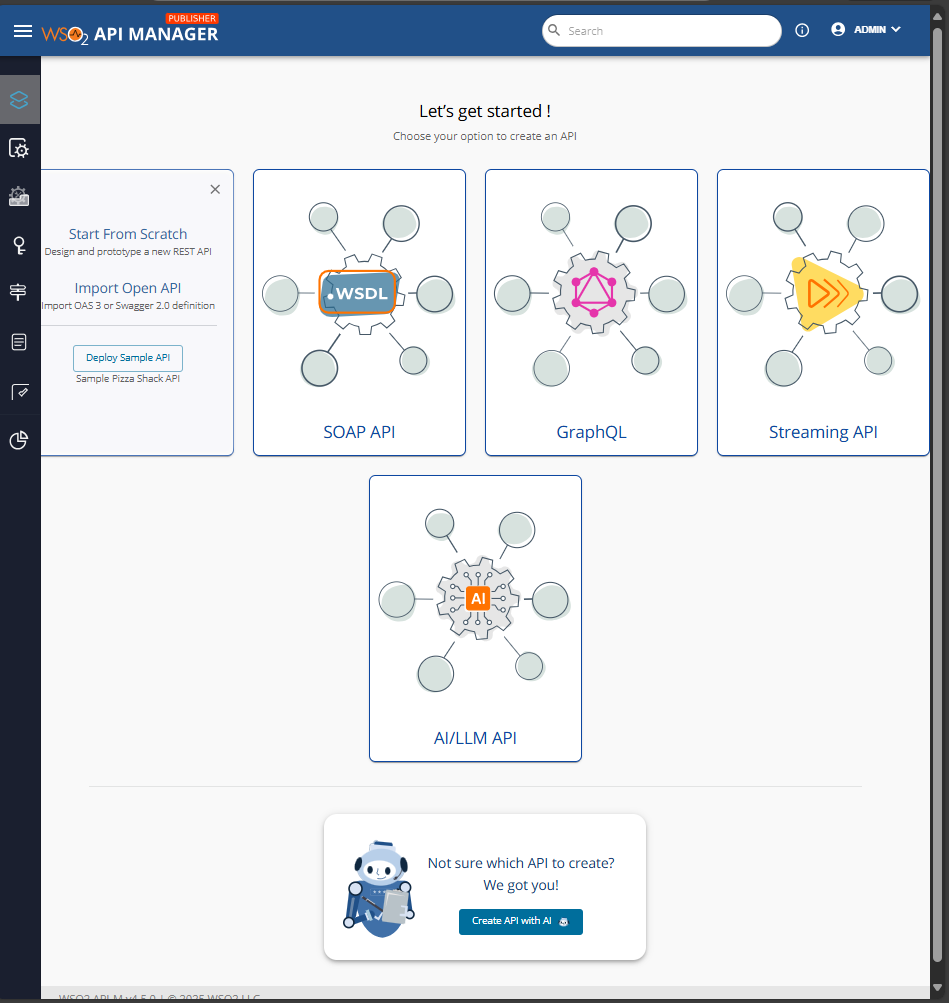 PUBLISHER
WSO2 API MANAGER
Search
ADMIN
Let's get started !
Choose your option to create an API
Start From Scratch
Design and prototype a new REST API
Import Open API
Import OAS 3 or Swagger 2.0 definition
Deploy Sample API
Sample Pizza Shack API
.WSDL
SOAP API
GraphQL
Streaming API
AI
AI/LLM API
Not sure which API to create?
We got you!
Create API with AI
WSO2 API-M v4.5.0 | © 2025 WSO2 LLC